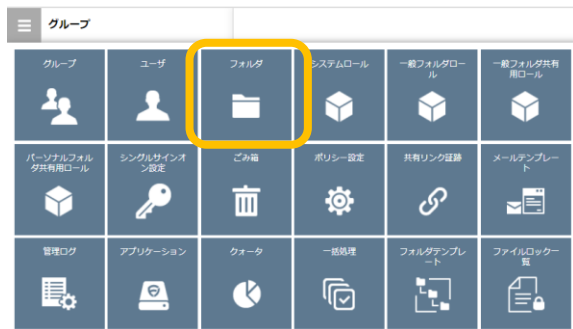 グループ
グループ
ユーザ
フォルダ
システムロール
一般フォルダロー
ル
一般フォルダ共有
用ロール
パーソナルフォル
ダ共有用ロール
シングルサインオ
ン設定
ごみ箱
ポリシー設定
共有リンク証跡
メールテンプレー
ト
管理ログ
アプリケーション
クォータ
一括処理
フォルダテンプレ
ート
ファイルロック一
覧